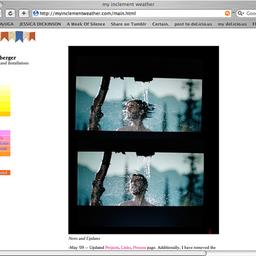 my inclement weather
http://myinclementweather.com/main.html
JESSICA DICKINSON
A Week Of Silence
Share on Tumblr
Certain.
post to del.icio.us
my del.icio.us
berger
and Installations
News and Updates
-May '09 -- Updated Projects, Links, Process page. Additionally, I have removed the